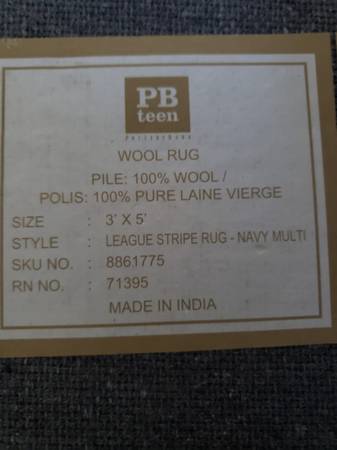 PB
teen
PotteryBarn
WOOL RUG
PILE: 100% WOOL /
POLIS: 100% PURE LAINE VIERGE
SIZE : 3' X 5'
STYLE : LEAGUE STRIPE RUG - NAVY MULTI
SKU NO. : 8861775
RN NO. : 71395
MADE IN INDIA